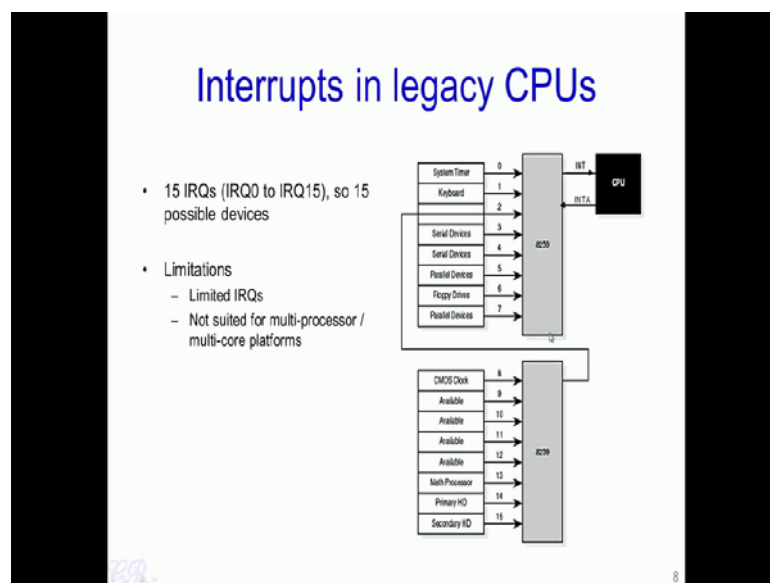 Interrupts in legacy CPUs
• 15 IRQs (IRQ0 to IRQ15), so 15
possible devices
• Limitations
– Limited IRQs
– Not suited for multi-processor /
multi-core platforms
System Timer 0
Keyboard 1
2
Serial Devices 3
Serial Devices 4
Parallel Devices 5
Floppy Drives 6
Parallel Devices 7
8259
INT
INTA
CPU
CMOS Clock 8
Available 9
Available 10
Available 11
Available 12
Math Processor 13
Primary HD 14
Secondary HD 15
8259
8